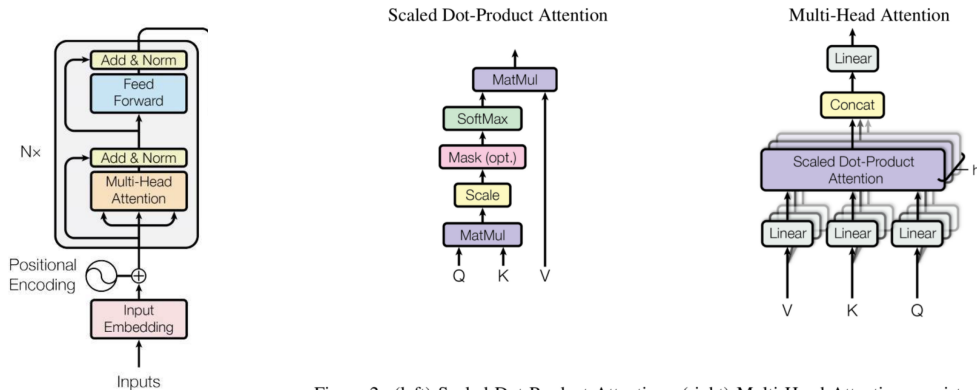 Add & Norm
Feed
Forward
N×
Add & Norm
Multi-Head
Attention
Positional
Encoding
Input
Embedding
Inputs
Scaled Dot-Product Attention
MatMul
SoftMax
Mask (opt.)
Scale
MatMul
Q K V
Multi-Head Attention
Linear
Concat
Scaled Dot-Product
Attention
h
Linear Linear Linear
V K Q
Figure 2: (left) Scaled Dot-Product Attention. (right) Multi-Head Attention